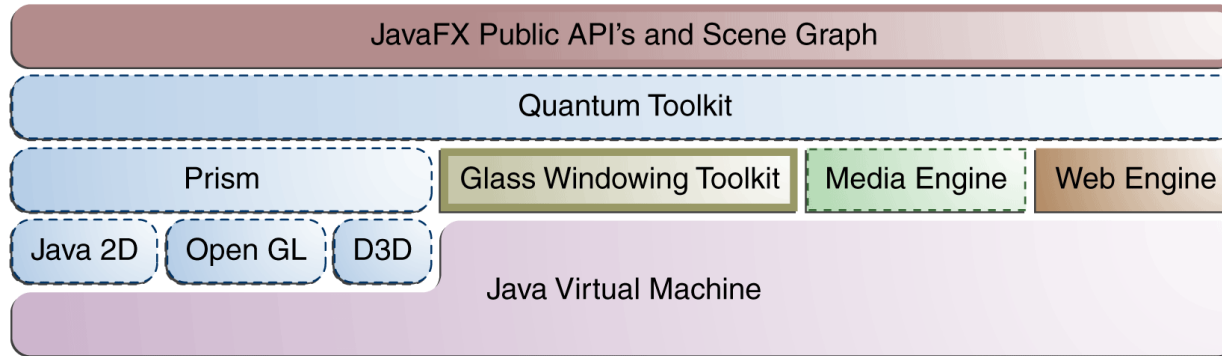 JavaFX Public API's and Scene Graph
Quantum Toolkit
Prism
Glass Windowing Toolkit
Media Engine
Web Engine
Java 2D
Open GL
D3D
Java Virtual Machine